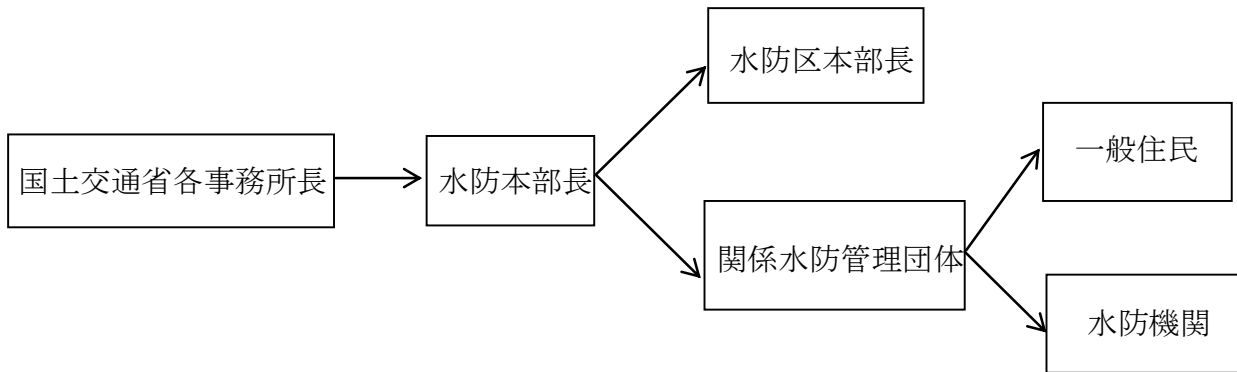 国土交通省各事務所長
水防本部長
水防区本部長
関係水防管理団体
一般住民
水防機関